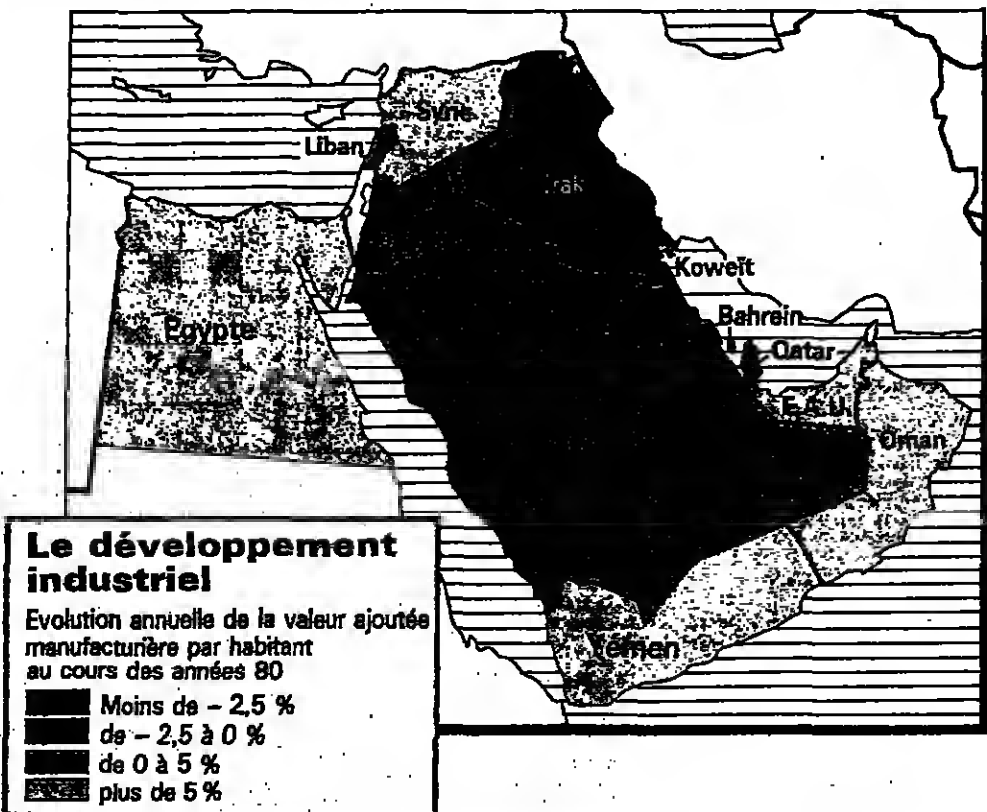 Syrie
Liban
Irak
Koweït
Bahrein
Qatar
Egypte
E.A.U.
Oman
Yemen
Le développement
industriel
Evolution annuelle de la valeur ajoutée
manufacturière par habitant
au cours des années 80
Moins de – 2,5 %
de – 2,5 à 0 %
de 0 à 5 %
plus de 5 %